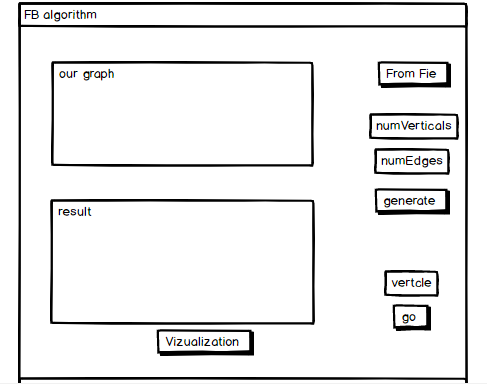 FB algorithm
our graph
From Fie
numVerticals
numEdges
generate
result
vertcle
go
Vizualization